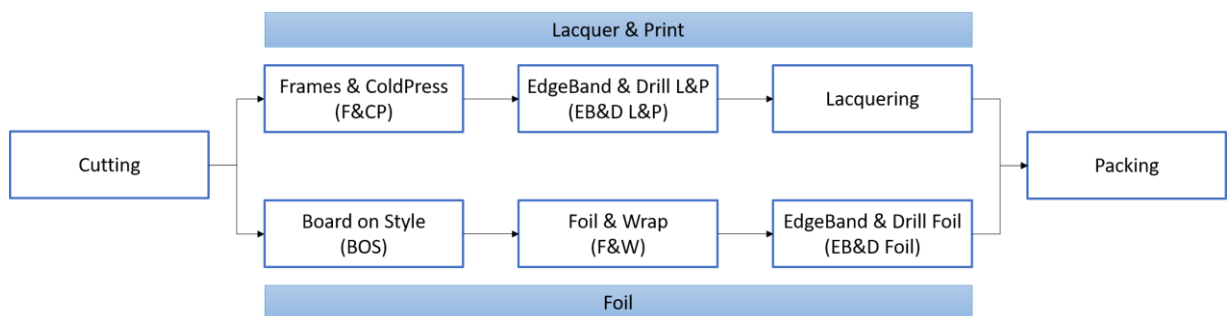 Lacquer & Print
Frames & ColdPress
(F&CP)
EdgeBand & Drill L&P
(EB&D L&P)
Lacquering
Cutting
Packing
Board on Style
(BOS)
Foil & Wrap
(F&W)
EdgeBand & Drill Foil
(EB&D Foil)
Foil